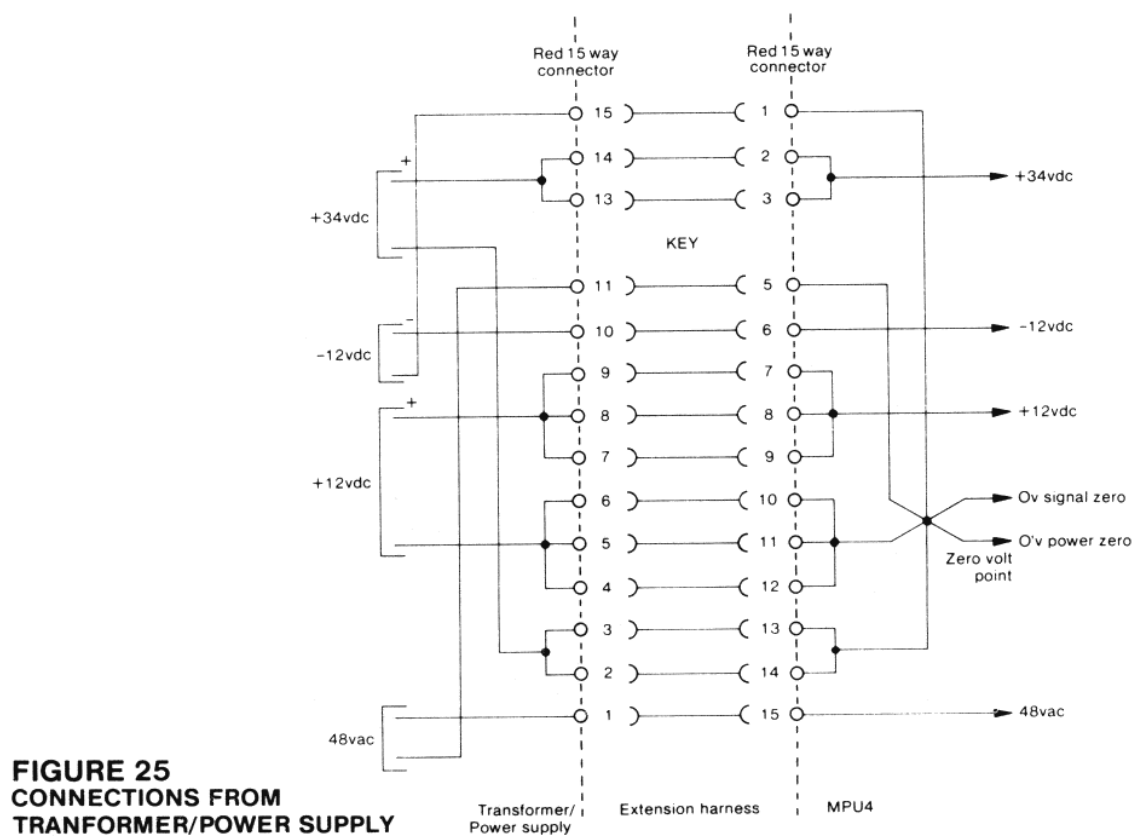 Red 15 way
connector
Red 15 way
connector
15 1
+ 14 2
+34vdc
13 3
+34vdc
KEY
11 5
- 10 6 -12vdc
-12vdc
9 7
+ 8 8 +12vdc
7 9
+12vdc
6 10 Ov signal zero
5 11 O'v power zero
Zero volt
point
4 12
3 13
2 14
1 15 48vac
48vac
FIGURE 25
CONNECTIONS FROM
TRANFORMER/POWER SUPPLY
Transformer/
Power supply
Extension harness
MPU4